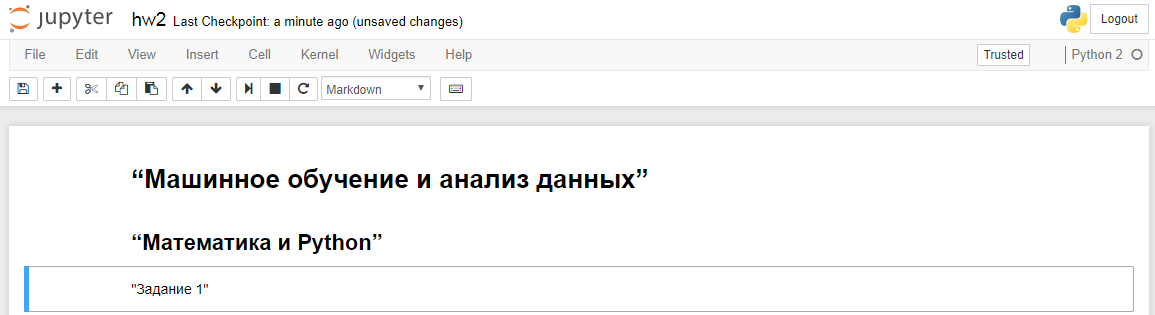 jupyter hw2 Last Checkpoint: a minute ago (unsaved changes) Logout
File Edit View Insert Cell Kernel Widgets Help Trusted Python 2
Markdown
“Машинное обучение и анализ данных”
“Математика и Python”
"Задание 1"